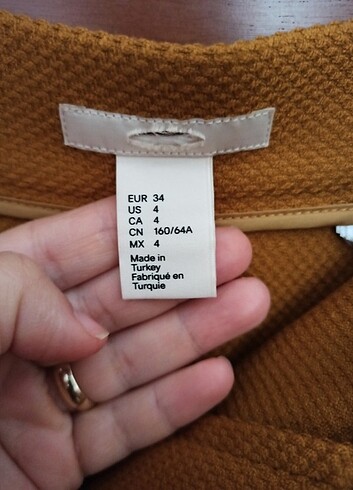 EUR 34
US 4
CA 4
CN 160/64A
MX 4
Made in
Turkey
Fabriqué en
Turquie